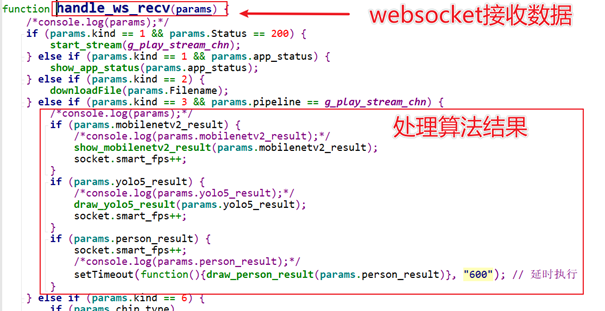 function handle_ws_recv(params) {
websocket接收数据
/*console.log(params);*/
if (params.kind == 1 && params.Status == 200) {
start_stream(g_play_stream_chn);
} else if (params.kind == 1 && params.app_status) {
show_app_status(params.app_status);
} else if (params.kind == 2) {
downloadFile(params.Filename);
} else if (params.kind == 3 && params.pipeline == g_play_stream_chn) {
/*console.log(params);*/
处理算法结果
if (params.mobilenetv2_result) {
/*console.log(params.mobilenetv2_result);*/
show_mobilenetv2_result(params.mobilenetv2_result);
socket.smart_fps++;
}
if (params.yolo5_result) {
/*console.log(params.yolo5_result);*/
draw_yolo5_result(params.yolo5_result);
socket.smart_fps++;
}
if (params.person_result) {
socket.smart_fps++;
/*console.log(params.person_result);*/
setTimeout(function(){draw_person_result(params.person_result)}, "600"); // 延时执行
}
} else if (params.kind == 6) {
if (params.chip_type)